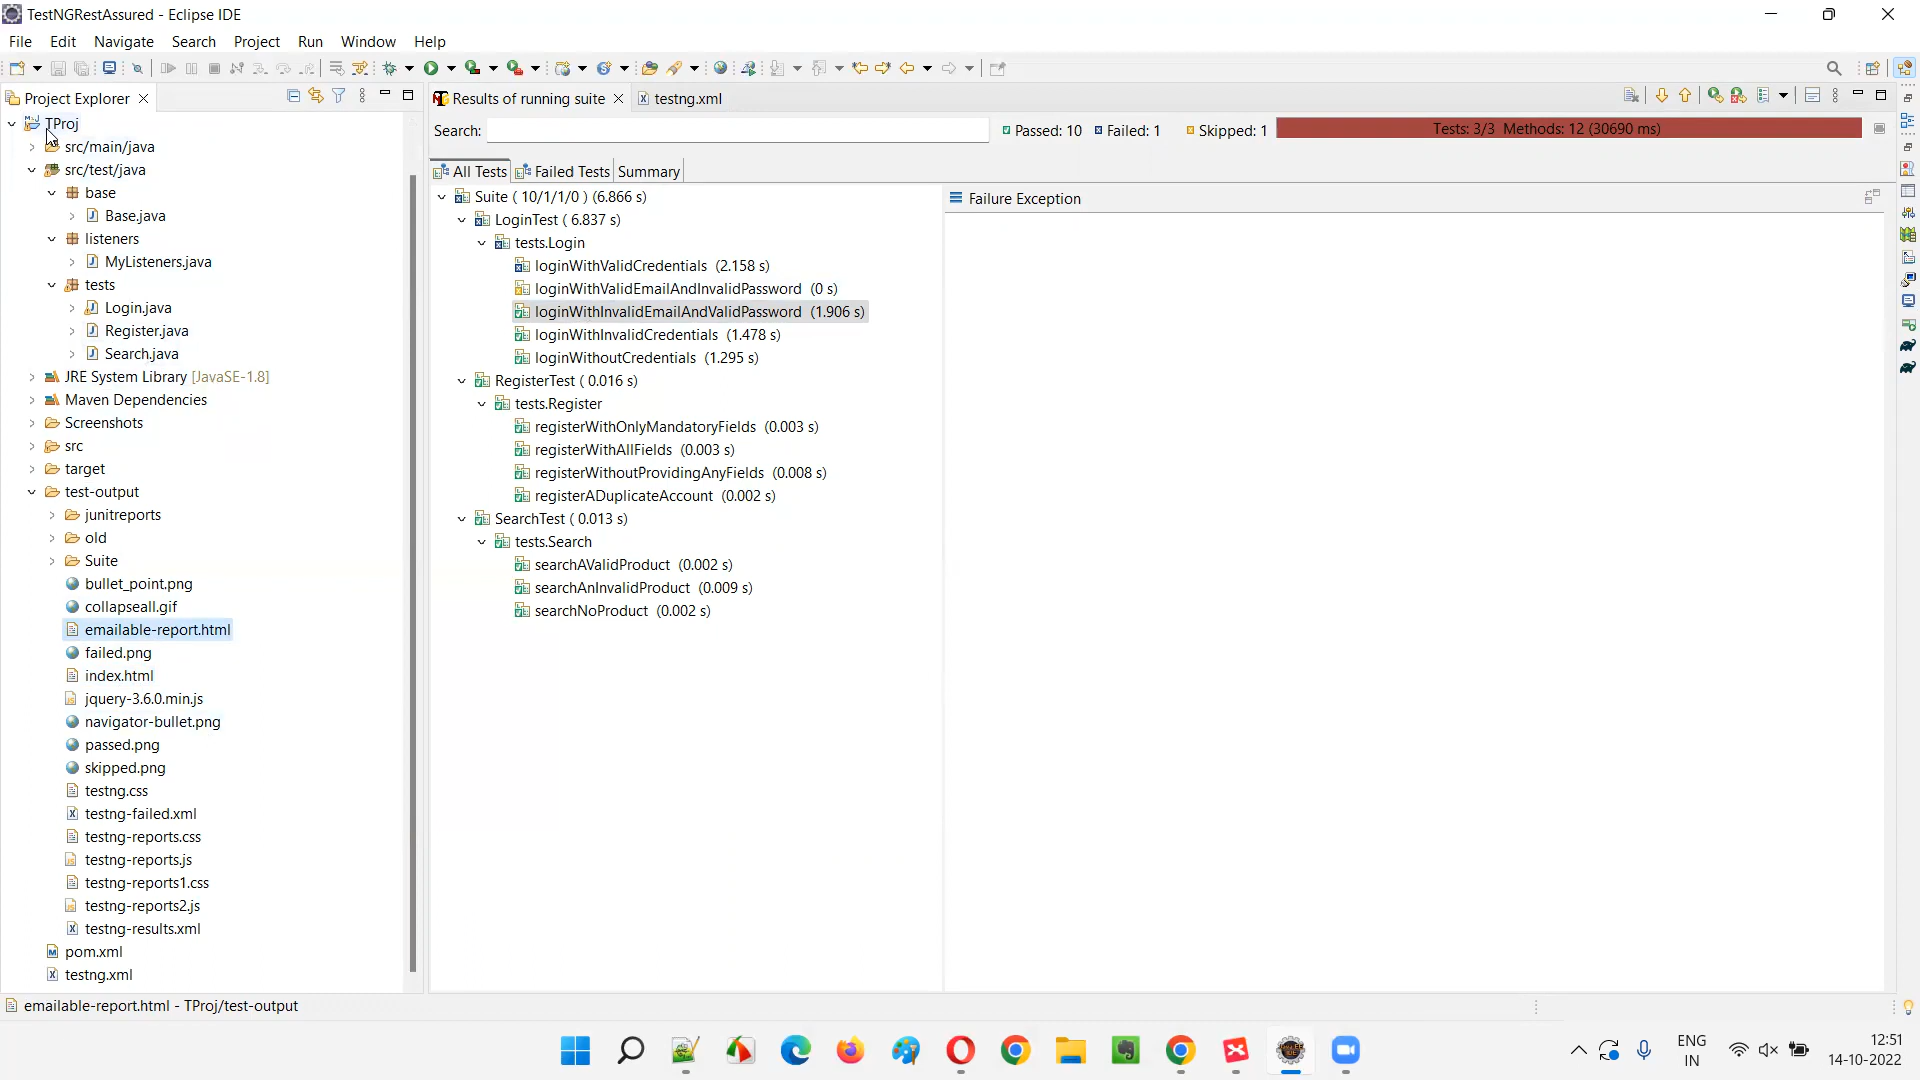 TestNGRestAssured - Eclipse IDE
File Edit Navigate Search Project Run Window Help
Project Explorer
Results of running suite
testng.xml
TProj
src/main/java
src/test/java
base
Base.java
listeners
MyListeners.java
tests
Login.java
Register.java
Search.java
JRE System Library [JavaSE-1.8]
Maven Dependencies
Screenshots
src
target
test-output
junitreports
old
Suite
bullet_point.png
collapseall.gif
emailable-report.html
failed.png
index.html
jquery-3.6.0.min.js
navigator-bullet.png
passed.png
skipped.png
testng.css
testng-failed.xml
testng-reports.css
testng-reports.js
testng-reports1.css
testng-reports2.js
testng-results.xml
pom.xml
testng.xml
Search: Passed: 10 Failed: 1 Skipped: 1 Tests: 3/3 Methods: 12 (30690 ms)
All Tests Failed Tests Summary
Suite ( 10/1/1/0 ) (6.866 s)
LoginTest ( 6.837 s)
tests.Login
loginWithValidCredentials (2.158 s)
loginWithValidEmailAndInvalidPassword (0 s)
loginWithInvalidEmailAndValidPassword (1.906 s)
loginWithInvalidCredentials (1.478 s)
loginWithoutCredentials (1.295 s)
RegisterTest ( 0.016 s)
tests.Register
registerWithOnlyMandatoryFields (0.003 s)
registerWithAllFields (0.003 s)
registerWithoutProvidingAnyFields (0.008 s)
registerADuplicateAccount (0.002 s)
SearchTest ( 0.013 s)
tests.Search
searchAValidProduct (0.002 s)
searchAnInvalidProduct (0.009 s)
searchNoProduct (0.002 s)
Failure Exception
emailable-report.html - TProj/test-output
ENG
IN
12:51
14-10-2022